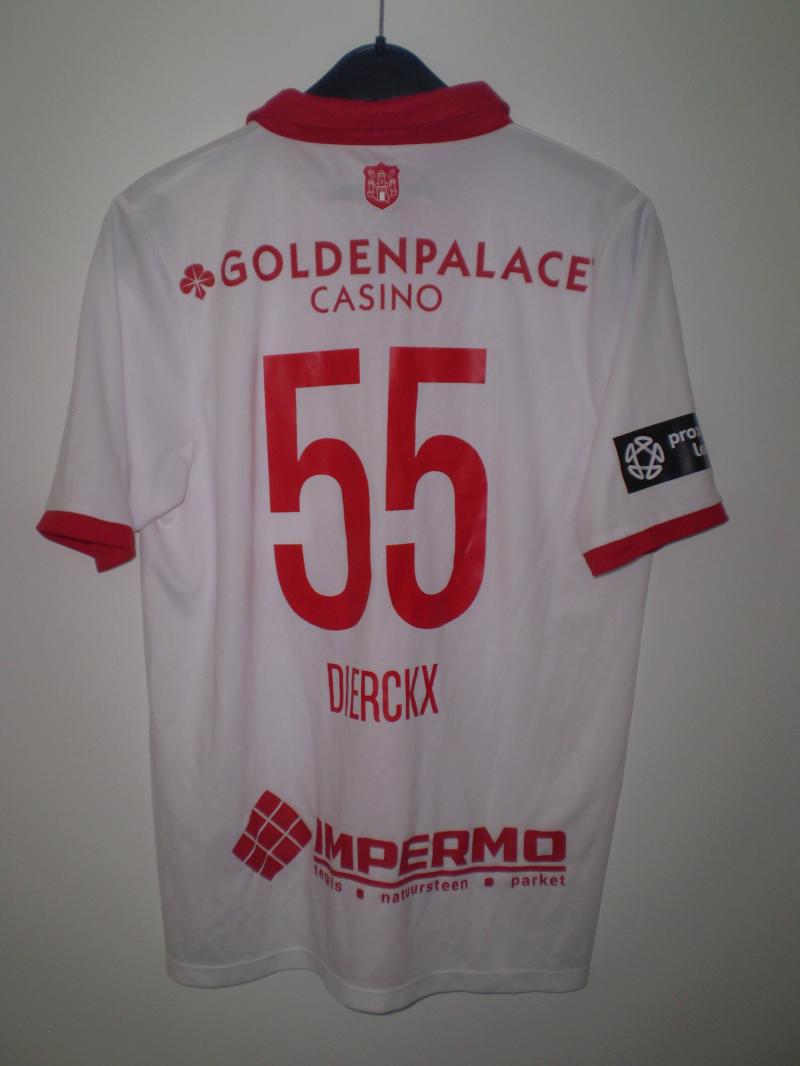 GOLDENPALACE
CASINO
55
DIERCKX
IMPERMO
tegels ▪ natuursteen ▪ parket